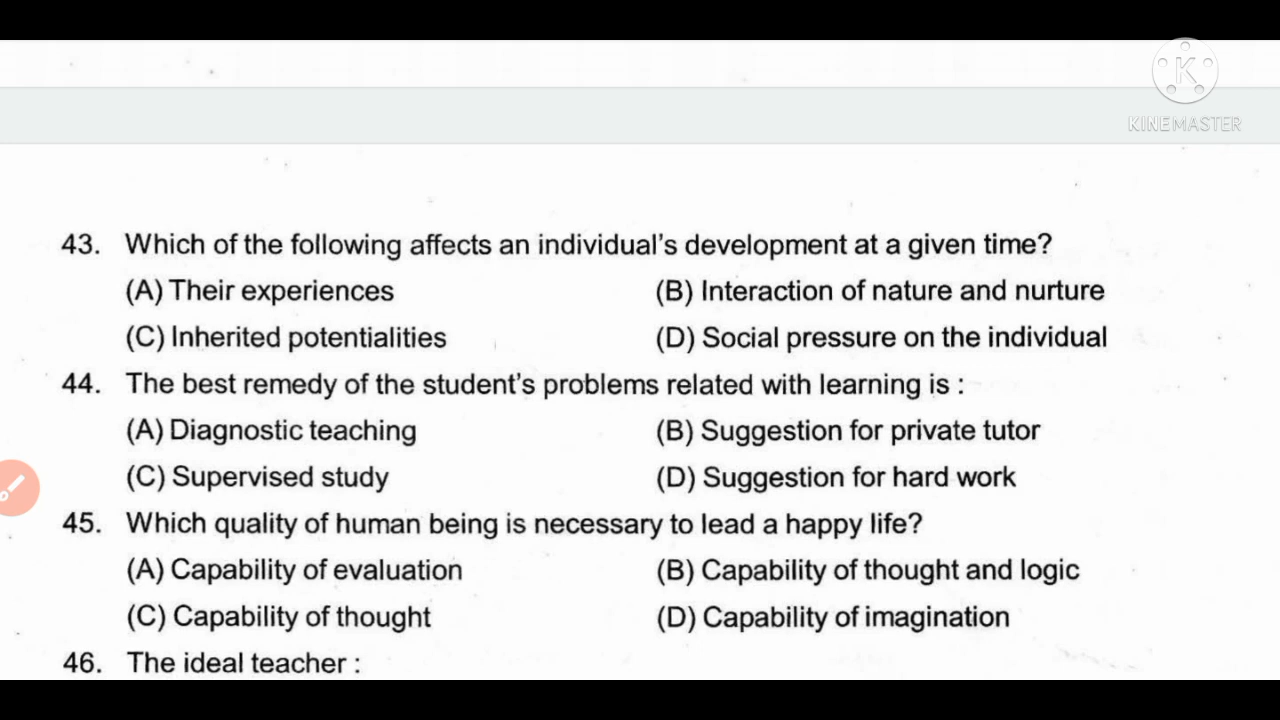 K
KINEMASTER
43. Which of the following affects an individual's development at a given time?
(A) Their experiences (B) Interaction of nature and nurture
(C) Inherited potentialities (D) Social pressure on the individual
44. The best remedy of the student's problems related with learning is :
(A) Diagnostic teaching (B) Suggestion for private tutor
(C) Supervised study (D) Suggestion for hard work
45. Which quality of human being is necessary to lead a happy life?
(A) Capability of evaluation (B) Capability of thought and logic
(C) Capability of thought (D) Capability of imagination
46. The ideal teacher :